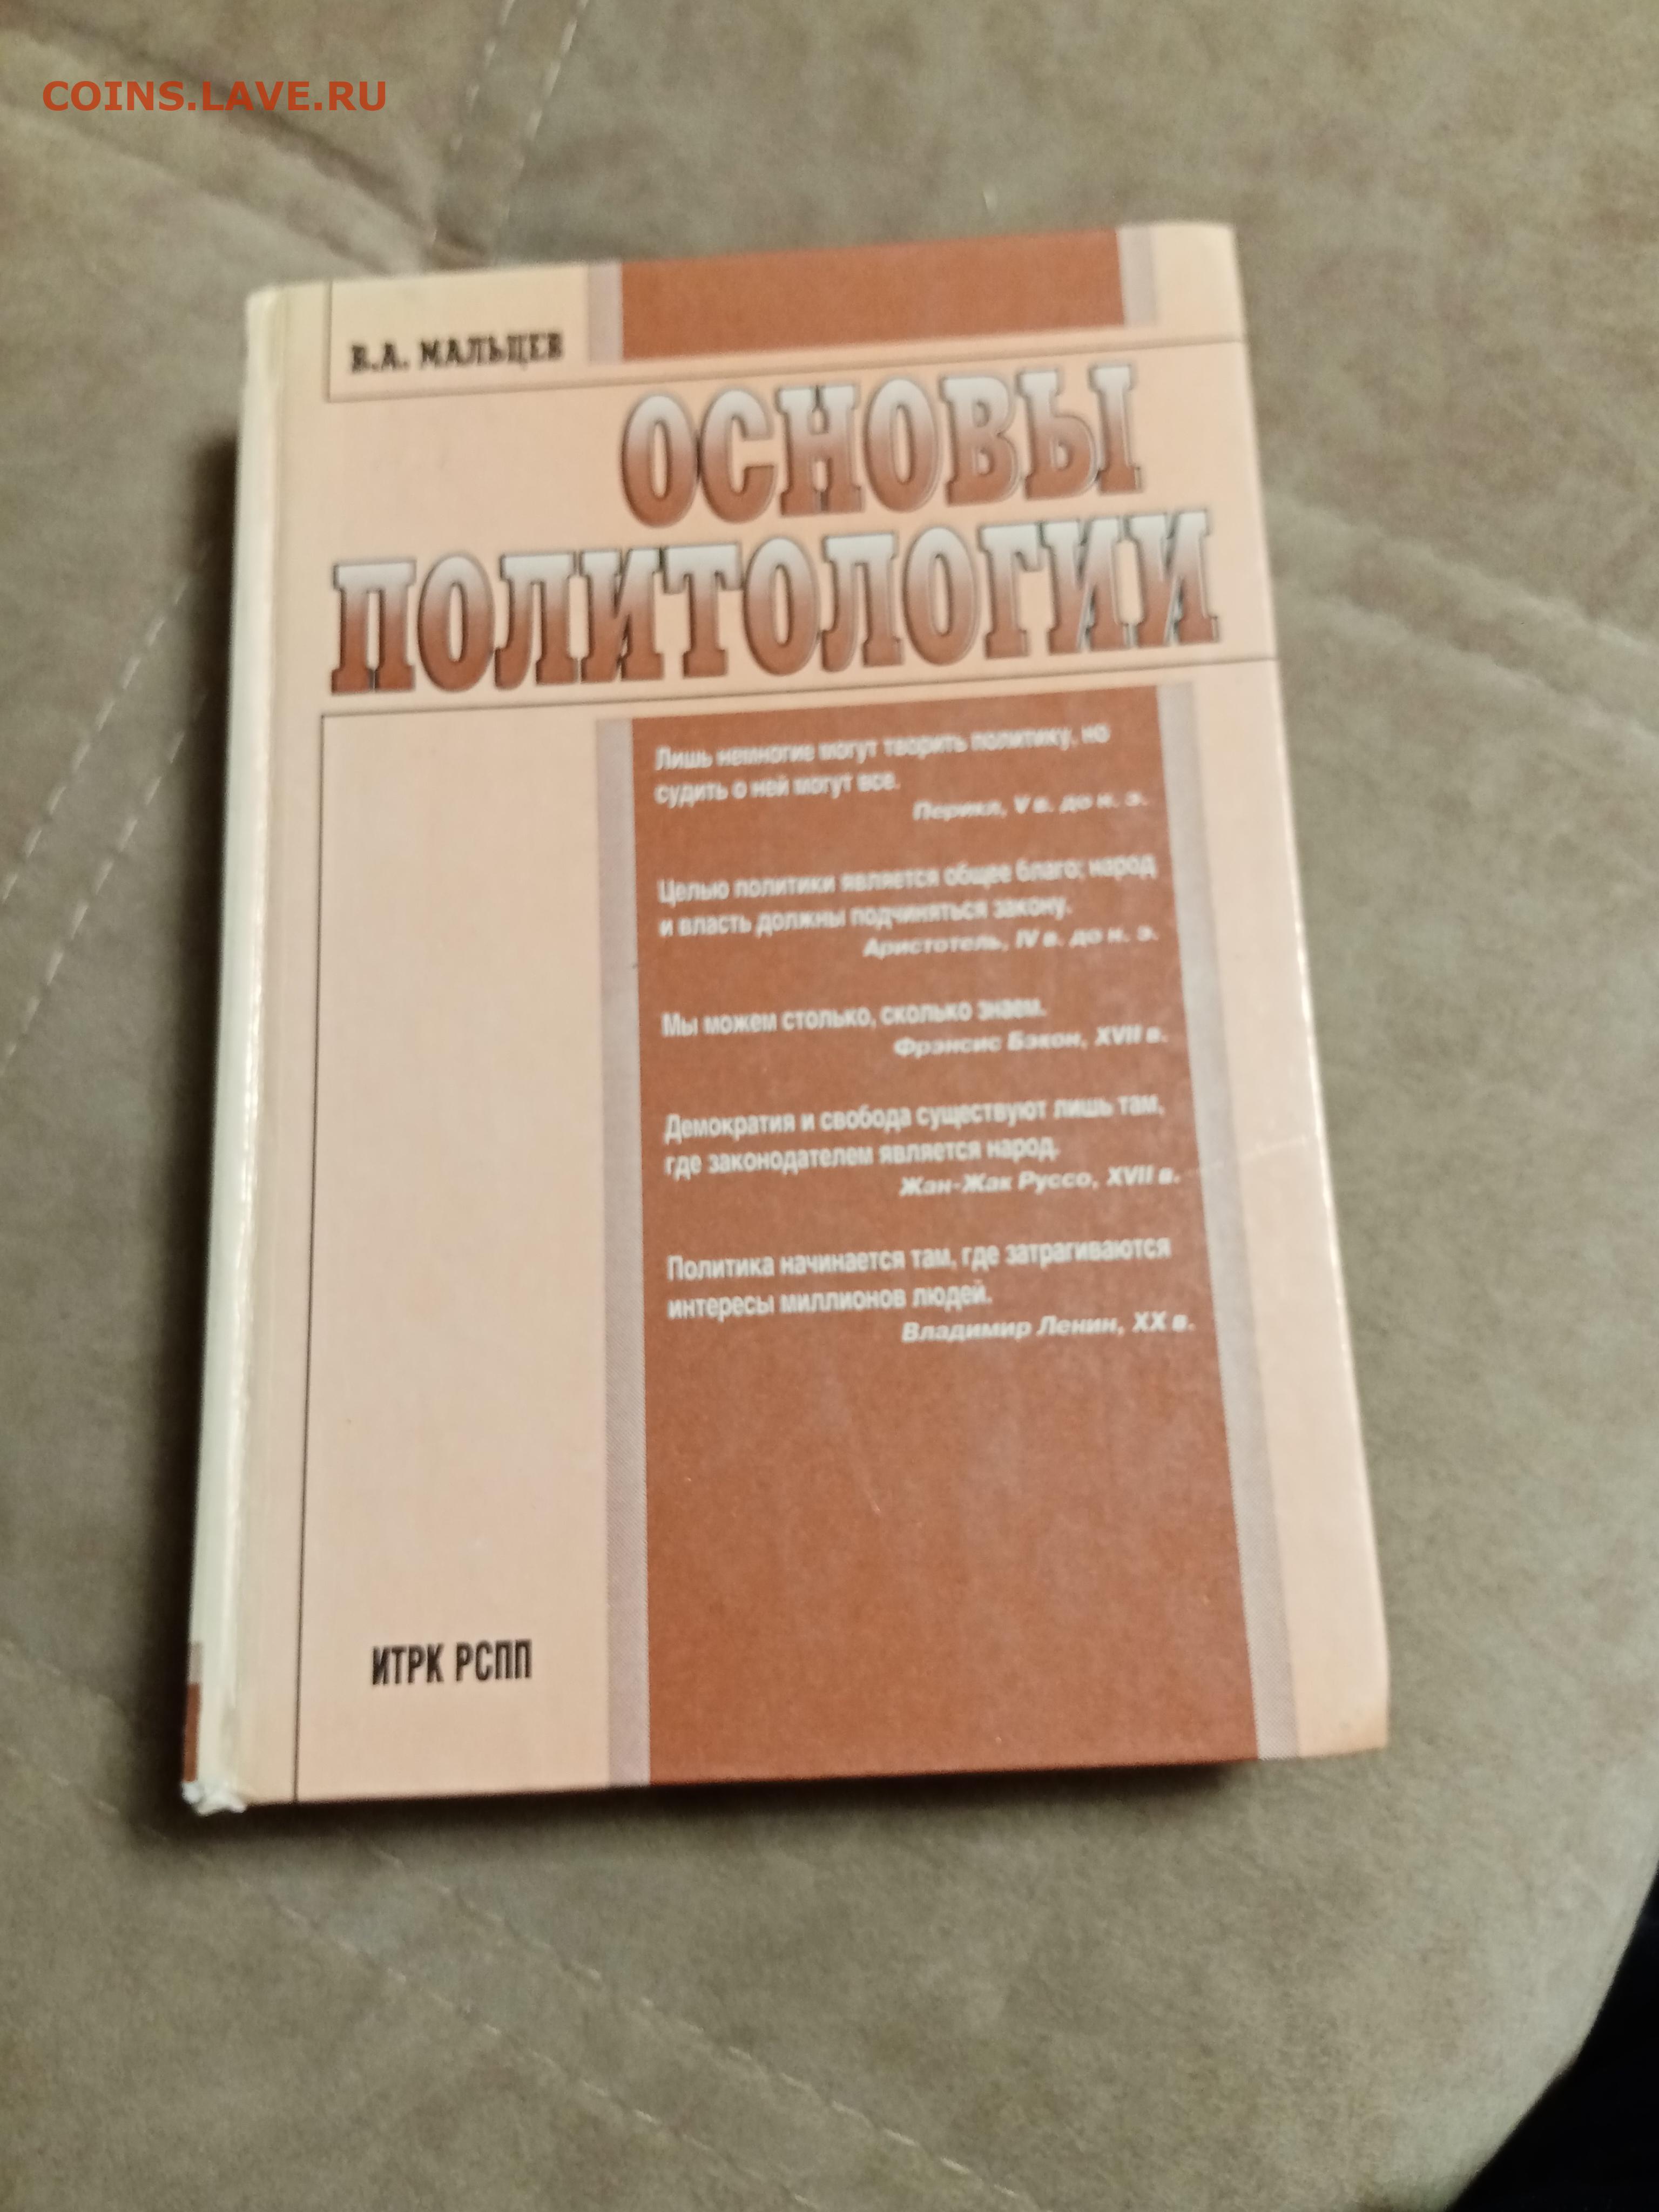 COINS.LAVE.RU
В.А. МАЛЬЦЕВ
ОСНОВЫ
ПОЛИТОЛОГИИ
Лишь немногие могут творить политику, но
судить о ней могут все.
Перикл, V в. до н. э.
Целью политики является общее благо; народ
и власть должны подчиняться закону.
Аристотель, IV в. до н. э.
Мы можем столько, сколько знаем.
Фрэнсис Бэкон, XVII в.
Демократия и свобода существуют лишь там,
где законодателем является народ.
Жан-Жак Руссо, XVII в.
Политика начинается там, где затрагиваются
интересы миллионов людей.
Владимир Ленин, XX в.
ИТРК РСПП